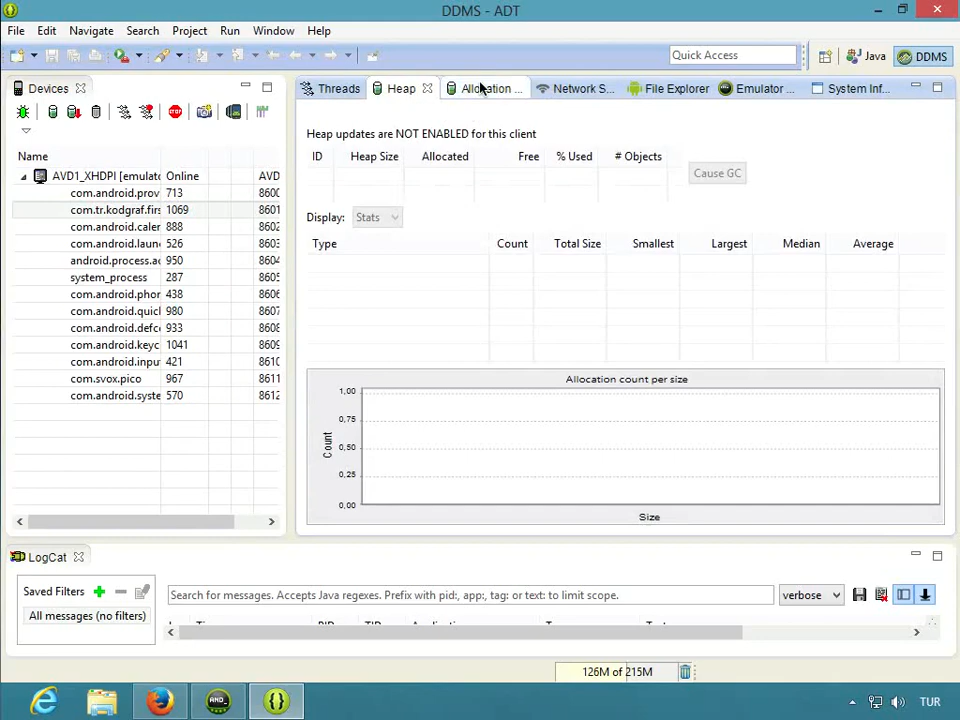 DDMS - ADT
File Edit Navigate Search Project Run Window Help
Quick Access
Java
DDMS
Devices
Threads
Heap
Allocation ...
Network S...
File Explorer
Emulator ...
System Inf...
Name
AVD1_XHDPI [emulato Online AVD
com.android.prov 713 8600
com.tr.kodgraf.firs 1069 8601
com.android.caler 888 8602
com.android.laun 526 8603
android.process.ac 950 8604
system_process 287 8605
com.android.phor 438 8606
com.android.quic 980 8607
com.android.defco 933 8608
com.android.keyc 1041 8609
com.android.input 421 8610
com.svox.pico 967 8611
com.android.syste 570 8612
Heap updates are NOT ENABLED for this client
ID Heap Size Allocated Free % Used # Objects
Cause GC
Display: Stats
Type Count Total Size Smallest Largest Median Average
Allocation count per size
1,00
0,75
0,50
0,25
0,00
Count
Size
LogCat
Saved Filters
All messages (no filters)
Search for messages. Accepts Java regexes. Prefix with pid:, app:, tag: or text: to limit scope.
verbose
126M of 215M
AND_
TUR